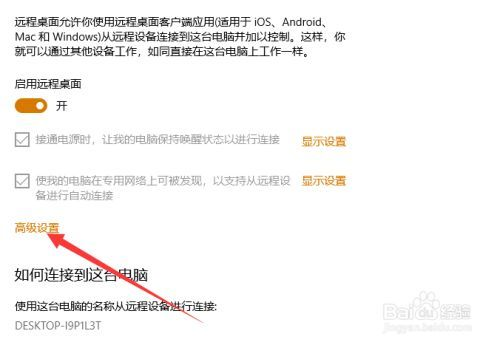 远程桌面允许你使用远程桌面客户端应用(适用于 iOS、Android、
Mac 和 Windows)从远程设备连接到这台电脑并加以控制。这样，你
就可以通过其他设备工作，如同直接在这台电脑上工作一样。
启用远程桌面
开
接通电源时，让我的电脑保持唤醒状态以进行连接
显示设置
使我的电脑在专用网络上可被发现，以支持从远程设
备进行自动连接
显示设置
高级设置
如何连接到这台电脑
使用这台电脑的名称从远程设备进行连接:
DESKTOP-I9P1L3T
Baidu经验
jingyan.baidu.com